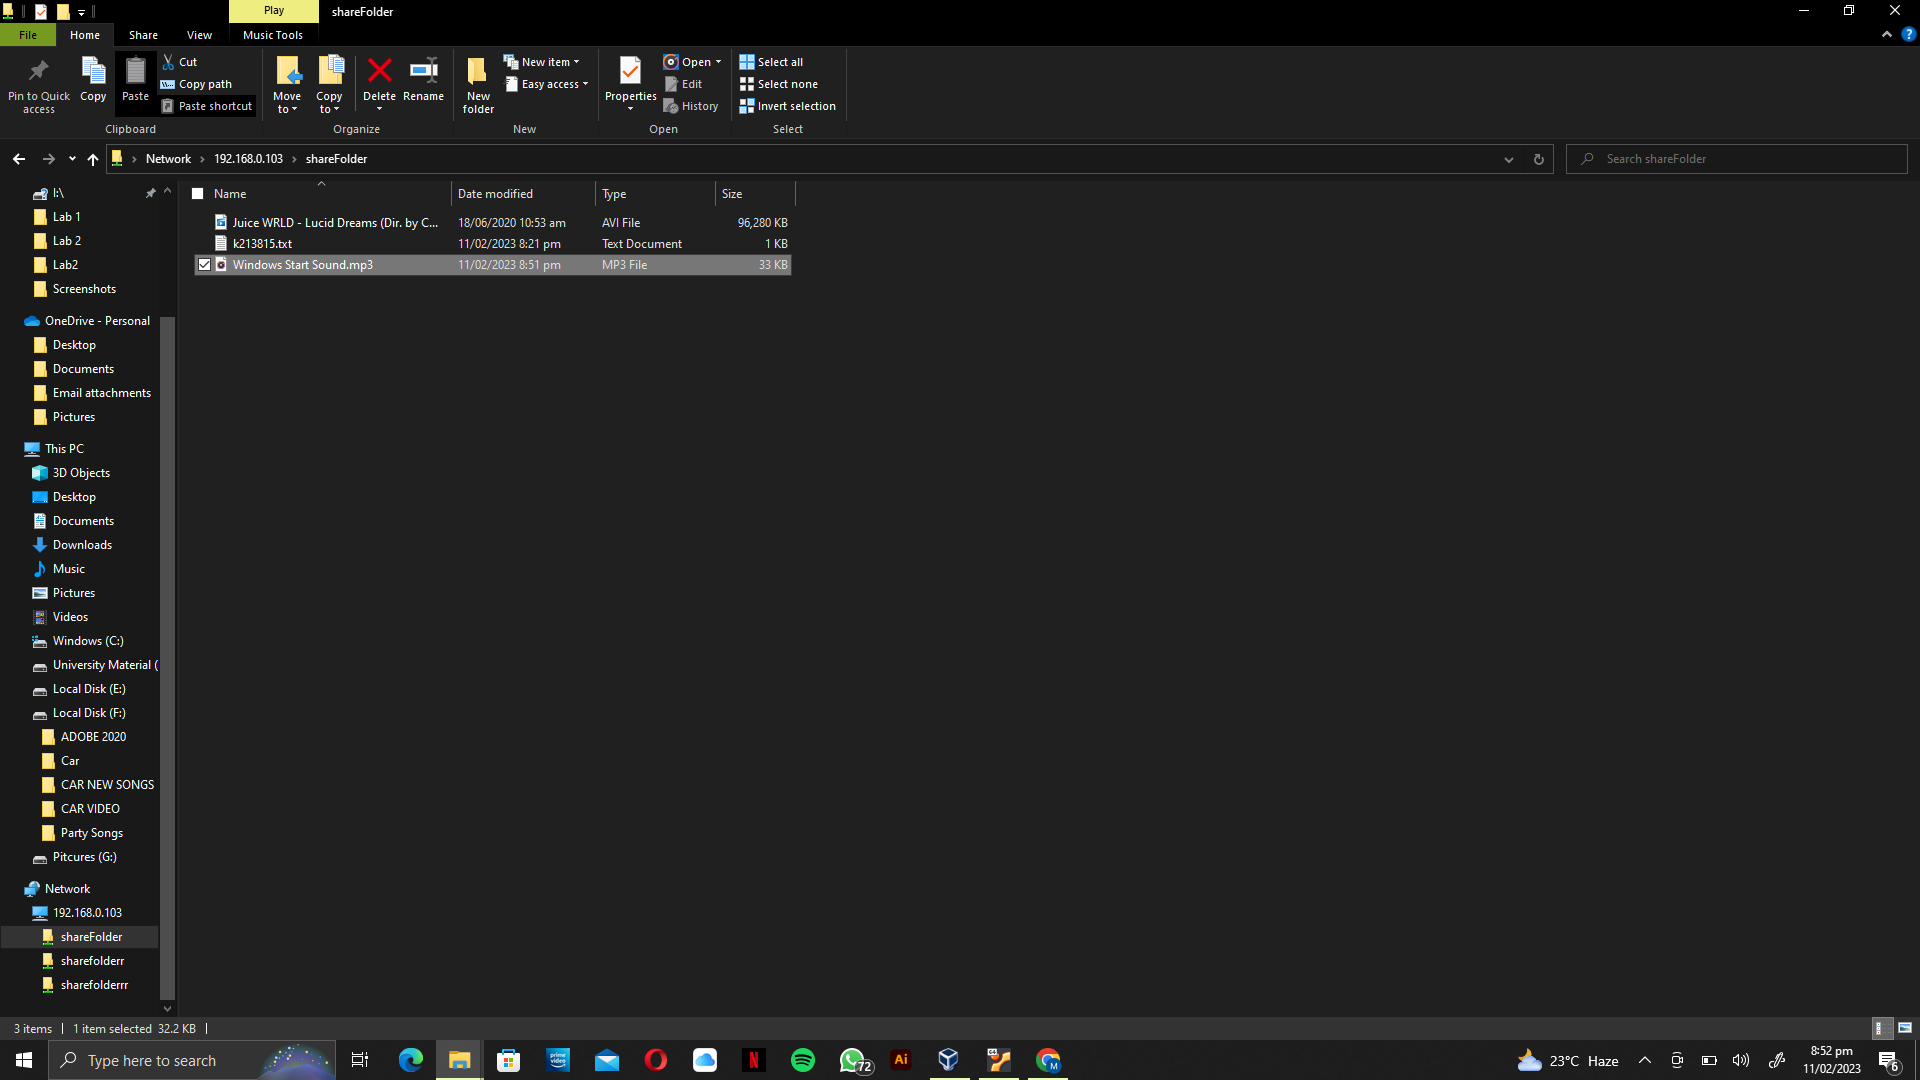 Play
shareFolder
File
Home
Share
View
Music Tools
Pin to Quick
access
Copy
Paste
Cut
Copy path
Paste shortcut
Clipboard
Move
to
Copy
to
Delete
Rename
Organize
New
folder
New item
Easy access
New
Properties
Open
Edit
History
Open
Select all
Select none
Invert selection
Select
Network
192.168.0.103
shareFolder
Search shareFolder
I:\
Lab 1
Lab 2
Lab2
Screenshots
OneDrive - Personal
Desktop
Documents
Email attachments
Pictures
This PC
3D Objects
Desktop
Documents
Downloads
Music
Pictures
Videos
Windows (C:)
University Material (
Local Disk (E:)
Local Disk (F:)
ADOBE 2020
Car
CAR NEW SONGS
CAR VIDEO
Party Songs
Pitcures (G:)
Network
192.168.0.103
shareFolder
sharefolderr
sharefolderrr
Name Date modified Type Size
Juice WRLD - Lucid Dreams (Dir. by C... 18/06/2020 10:53 am AVI File 96,280 KB
k213815.txt 11/02/2023 8:21 pm Text Document 1 KB
Windows Start Sound.mp3 11/02/2023 8:51 pm MP3 File 33 KB
3 items 1 item selected 32.2 KB
Type here to search
prime video
N
72
Ai
M
23°C Haze
8:52 pm
11/02/2023
6